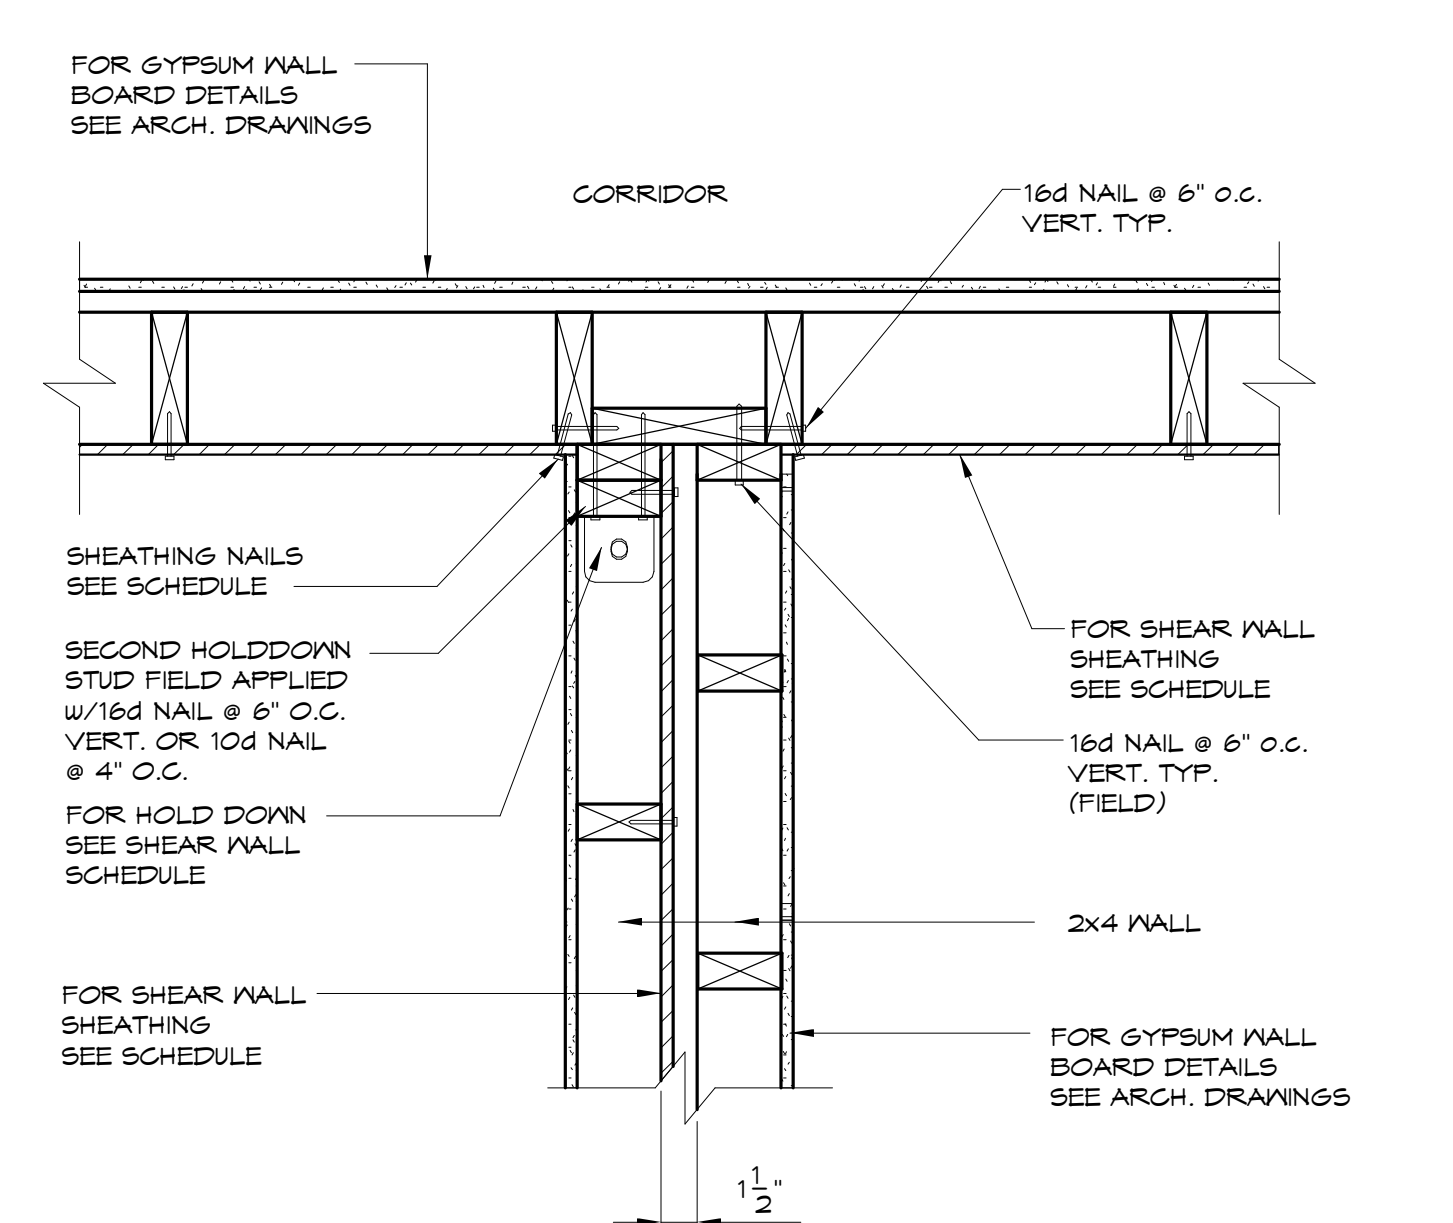 FOR GYPSUM WALL
BOARD DETAILS
SEE ARCH. DRAWINGS
CORRIDOR
16d NAIL @ 6" O.C.
VERT. TYP.
SHEATHING NAILS
SEE SCHEDULE
SECOND HOLDDOWN
STUD FIELD APPLIED
w/16d NAIL @ 6" O.C.
VERT. OR 10d NAIL
@ 4" O.C.
FOR HOLD DOWN
SEE SHEAR WALL
SCHEDULE
FOR SHEAR WALL
SHEATHING
SEE SCHEDULE
FOR SHEAR WALL
SHEATHING
SEE SCHEDULE
16d NAIL @ 6" O.C.
VERT. TYP.
(FIELD)
2x4 WALL
FOR GYPSUM WALL
BOARD DETAILS
SEE ARCH. DRAWINGS
1 1/2"